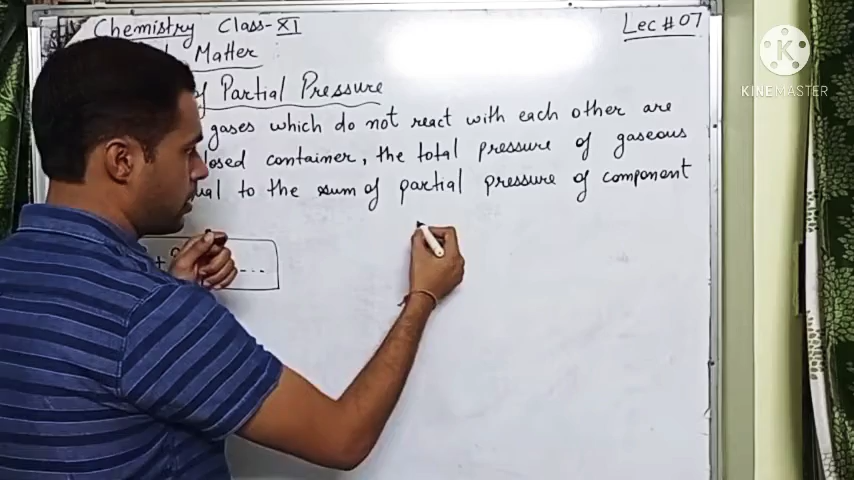 Chemistry Class-XI
Lec # 07
Matter
of Partial Pressure
gases which do not react with each other are
losed container, the total pressure of gaseous
ual to the sum of partial pressure of component
+ ...
KINEMASTER